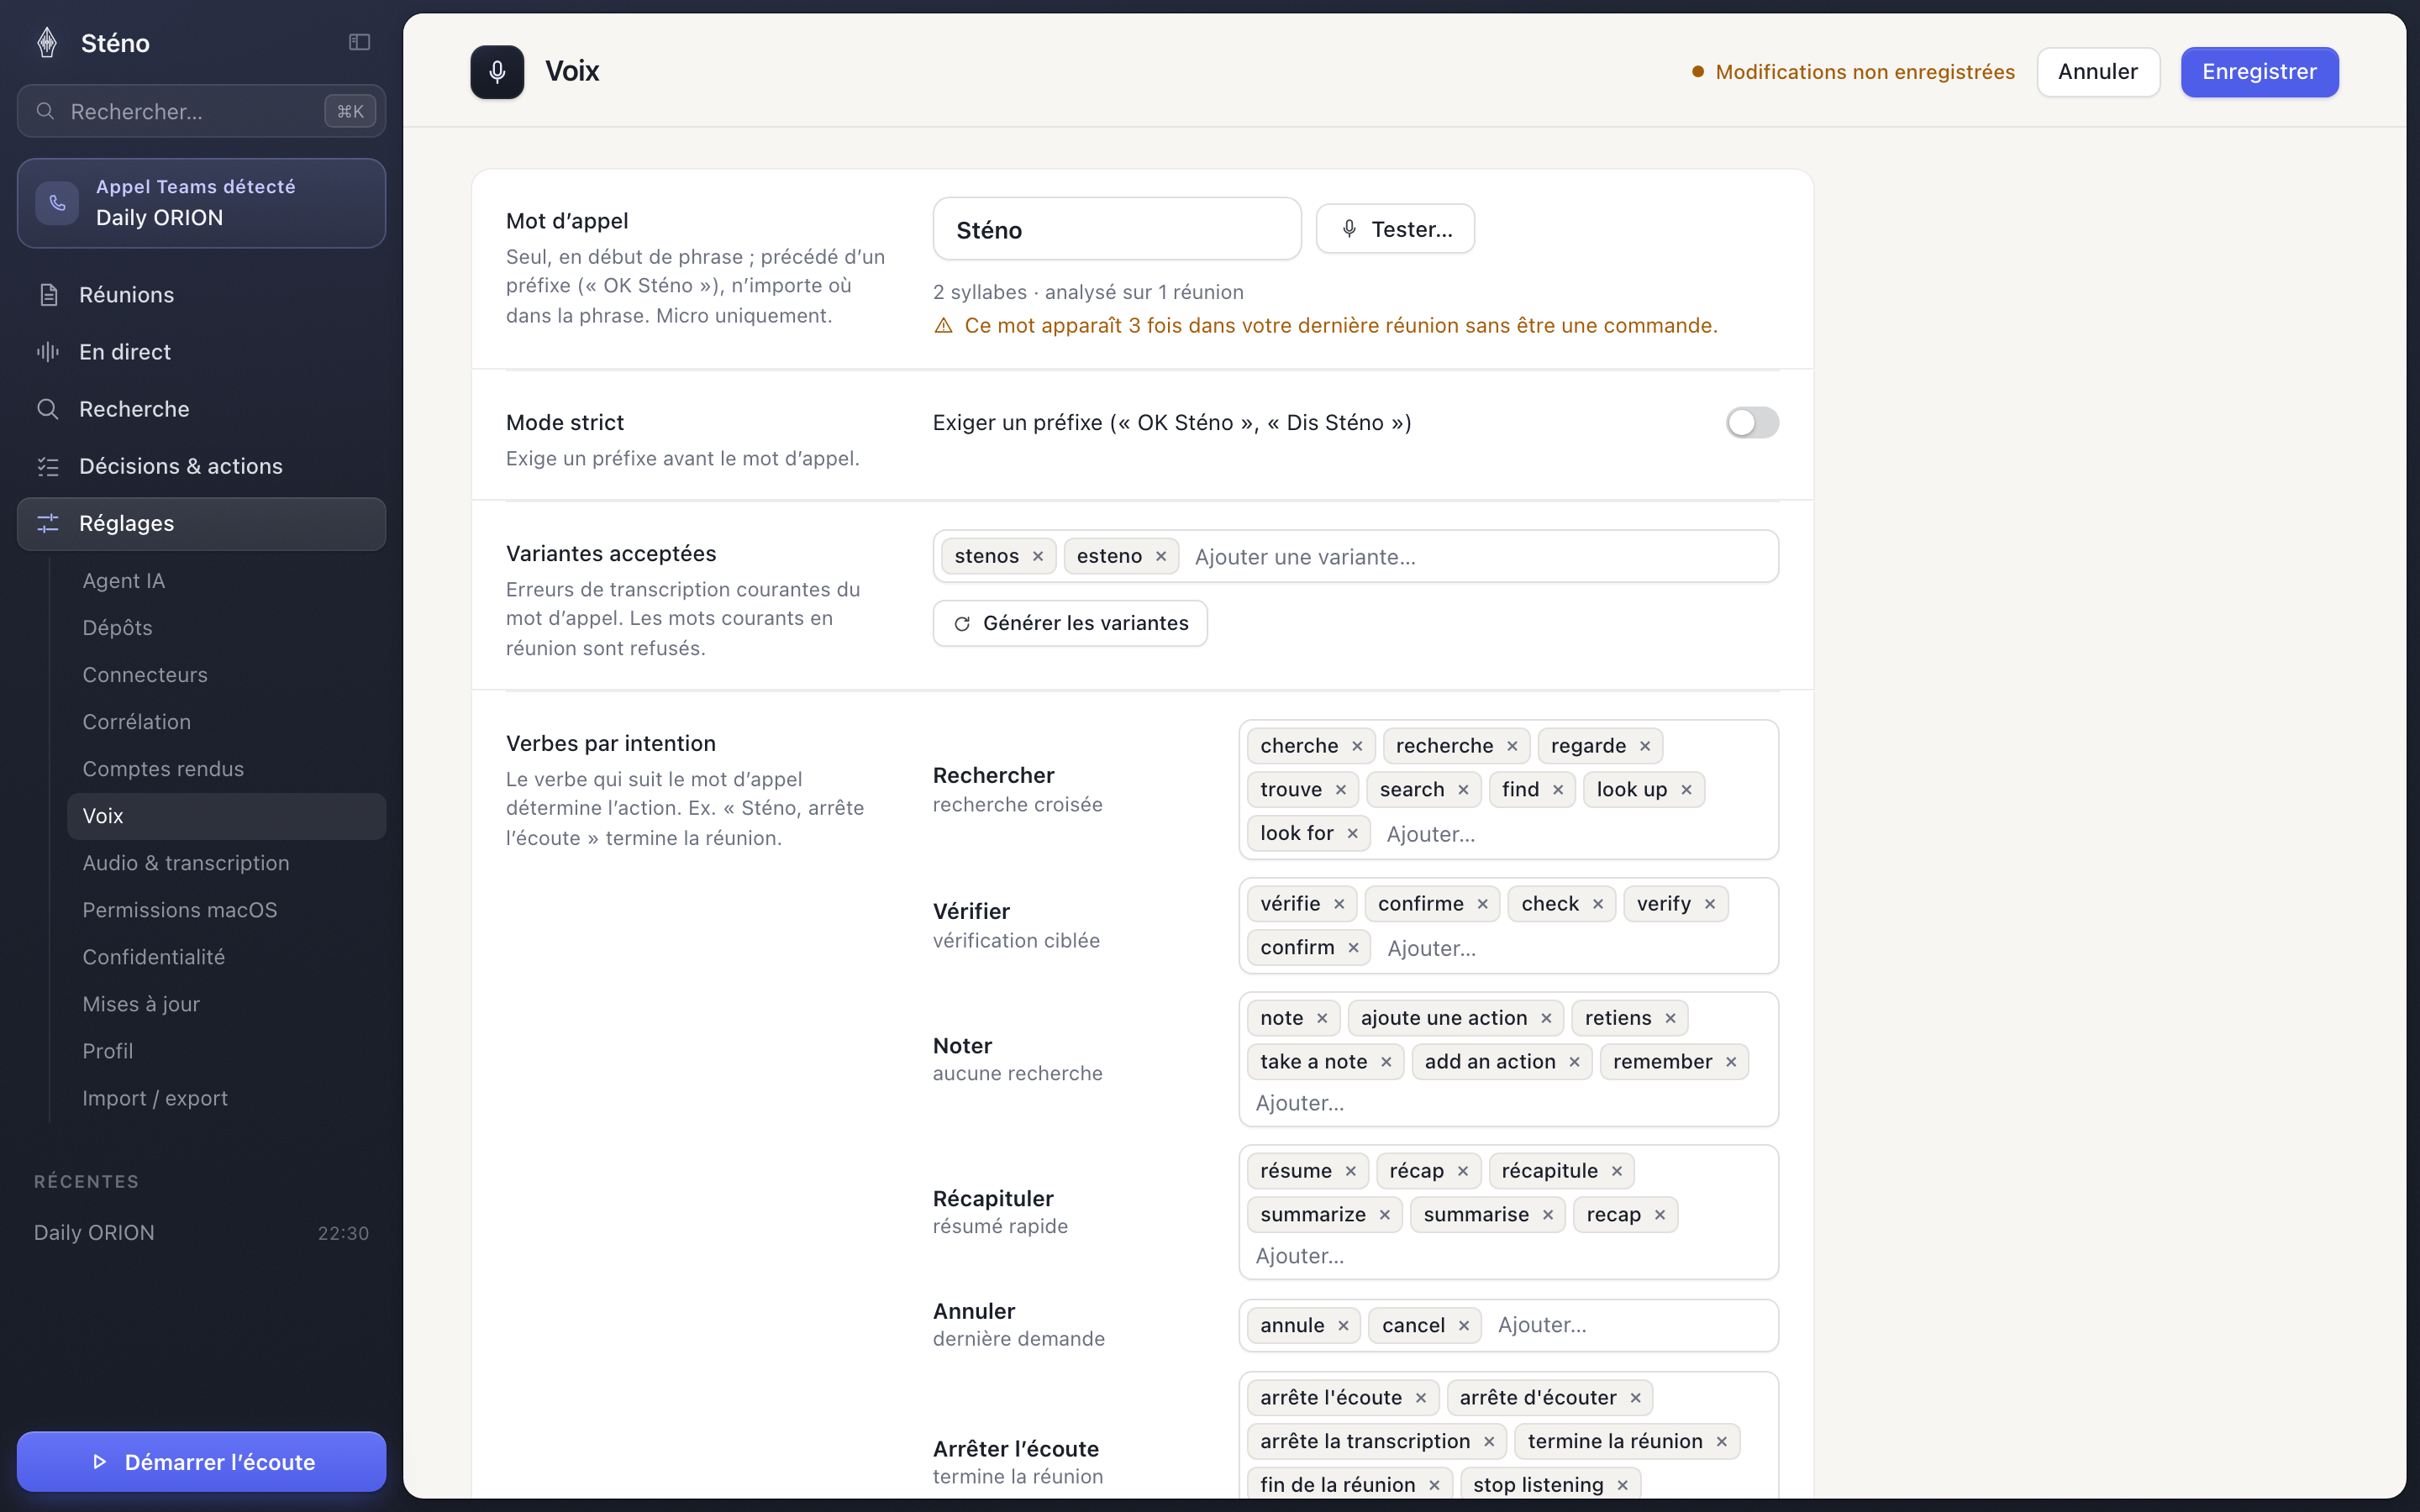 Sténo
Rechercher...
⌘K
Appel Teams détecté
Daily ORION
Réunions
En direct
Recherche
Décisions & actions
Réglages
Agent IA
Dépôts
Connecteurs
Corrélation
Comptes rendus
Voix
Audio & transcription
Permissions macOS
Confidentialité
Mises à jour
Profil
Import / export
RÉCENTES
Daily ORION 22:30
Démarrer l’écoute
Voix
Modifications non enregistrées
Annuler
Enregistrer
Mot d’appel
Seul, en début de phrase ; précédé d’un
préfixe (« OK Sténo »), n’importe où
dans la phrase. Micro uniquement.
Sténo
Tester...
2 syllabes · analysé sur 1 réunion
Ce mot apparaît 3 fois dans votre dernière réunion sans être une commande.
Mode strict
Exige un préfixe avant le mot d’appel.
Exiger un préfixe (« OK Sténo », « Dis Sténo »)
Variantes acceptées
Erreurs de transcription courantes du
mot d’appel. Les mots courants en
réunion sont refusés.
stenos × esteno × Ajouter une variante...
Générer les variantes
Verbes par intention
Le verbe qui suit le mot d’appel
détermine l’action. Ex. « Sténo, arrête
l’écoute » termine la réunion.
Rechercher
recherche croisée
cherche × recherche × regarde ×
trouve × search × find × look up ×
look for × Ajouter...
Vérifier
vérification ciblée
vérifie × confirme × check × verify ×
confirm × Ajouter...
Noter
aucune recherche
note × ajoute une action × retiens ×
take a note × add an action × remember ×
Ajouter...
Récapituler
résumé rapide
résume × récap × récapitule ×
summarize × summarise × recap ×
Ajouter...
Annuler
dernière demande
annule × cancel × Ajouter...
Arrêter l’écoute
termine la réunion
arrête l'écoute × arrête d'écouter ×
arrête la transcription × termine la réunion ×
fin de la réunion × stop listening ×